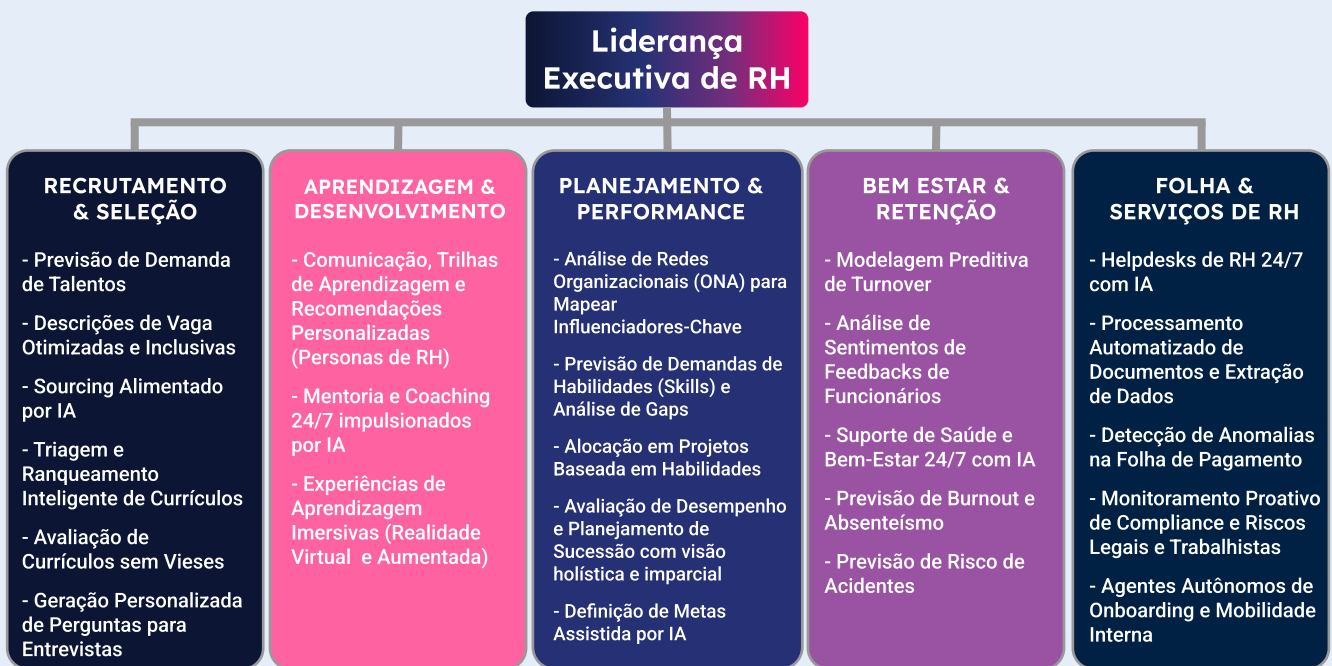 Liderança
Executiva de RH
RECRUTAMENTO
& SELEÇÃO
- Previsão de Demanda
de Talentos
- Descrições de Vaga
Otimizadas e Inclusivas
- Sourcing Alimentado
por IA
- Triagem e
Ranqueamento
Inteligente de Currículos
- Avaliação de
Currículos sem Vieses
- Geração Personalizada
de Perguntas para
Entrevistas
APRENDIZAGEM &
DESENVOLVIMENTO
- Comunicação, Trilhas
de Aprendizagem e
Recomendações
Personalizadas
(Personas de RH)
- Mentoria e Coaching
24/7 impulsionados
por IA
- Experiências de
Aprendizagem
Imersivas (Realidade
Virtual e Aumentada)
PLANEJAMENTO &
PERFORMANCE
- Análise de Redes
Organizacionais (ONA) para
Mapear
Influenciadores-Chave
- Previsão de Demandas de
Habilidades (Skills) e
Análise de Gaps
- Alocação em Projetos
Baseada em Habilidades
- Avaliação de Desempenho
e Planejamento de
Sucessão com visão
holística e imparcial
- Definição de Metas
Assistida por IA
BEM ESTAR &
RETENÇÃO
- Modelagem Preditiva
de Turnover
- Análise de
Sentimentos de
Feedbacks de
Funcionários
- Suporte de Saúde e
Bem-Estar 24/7 com IA
- Previsão de Burnout e
Absenteísmo
- Previsão de Risco de
Acidentes
FOLHA &
SERVIÇOS DE RH
- Helpdesks de RH 24/7
com IA
- Processamento
Automatizado de
Documentos e Extração
de Dados
- Detecção de Anomalias
na Folha de Pagamento
- Monitoramento Proativo
de Compliance e Riscos
Legais e Trabalhistas
- Agentes Autônomos de
Onboarding e Mobilidade
Interna